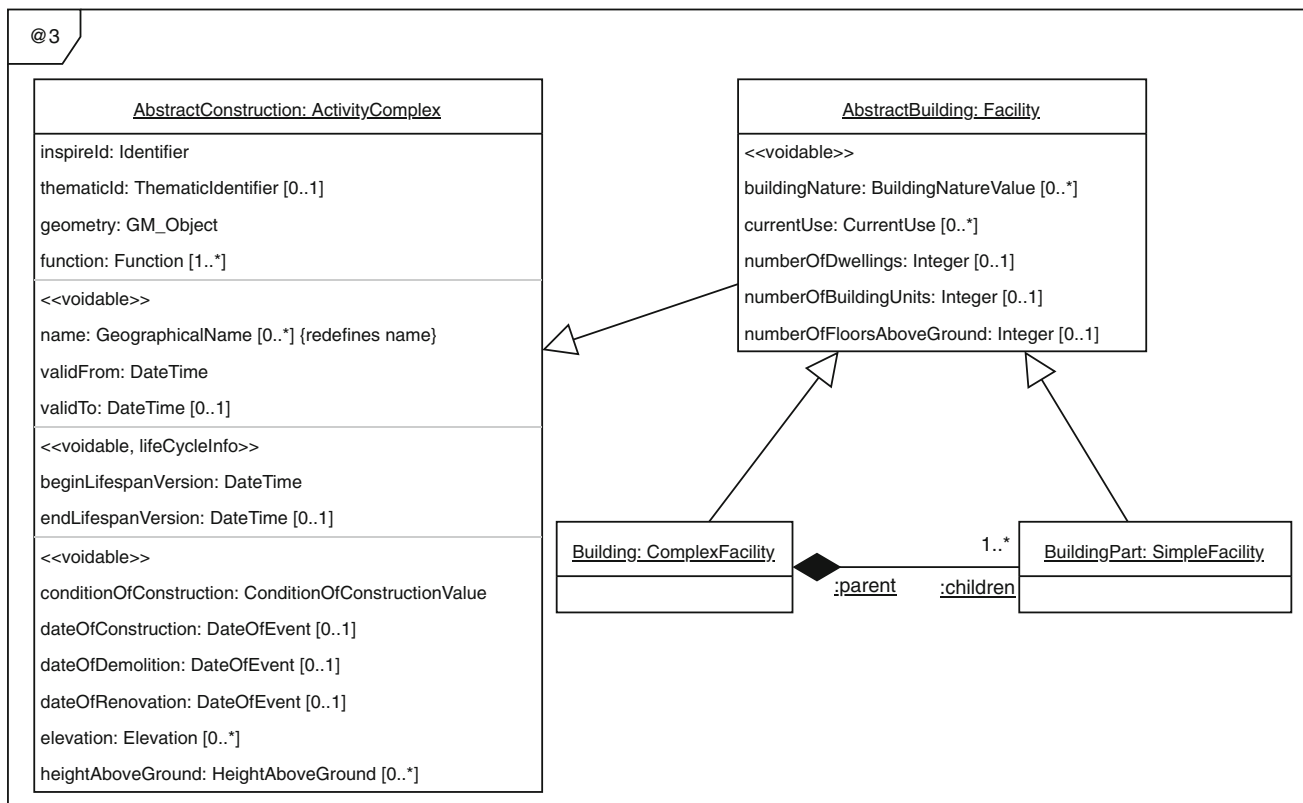 @3
AbstractConstruction: ActivityComplex
inspireId: Identifier
thematicId: ThematicIdentifier [0..1]
geometry: GM_Object
function: Function [1..*]
<<voidable>>
name: GeographicalName [0..*] {redefines name}
validFrom: DateTime
validTo: DateTime [0..1]
<<voidable, lifeCycleInfo>>
beginLifespanVersion: DateTime
endLifespanVersion: DateTime [0..1]
<<voidable>>
conditionOfConstruction: ConditionOfConstructionValue
dateOfConstruction: DateOfEvent [0..1]
dateOfDemolition: DateOfEvent [0..1]
dateOfRenovation: DateOfEvent [0..1]
elevation: Elevation [0..*]
heightAboveGround: HeightAboveGround [0..*]
AbstractBuilding: Facility
<<voidable>>
buildingNature: BuildingNatureValue [0..*]
currentUse: CurrentUse [0..*]
numberOfDwellings: Integer [0..1]
numberOfBuildingUnits: Integer [0..1]
numberOfFloorsAboveGround: Integer [0..1]
Building: ComplexFacility
:parent
1..*
:children
BuildingPart: SimpleFacility